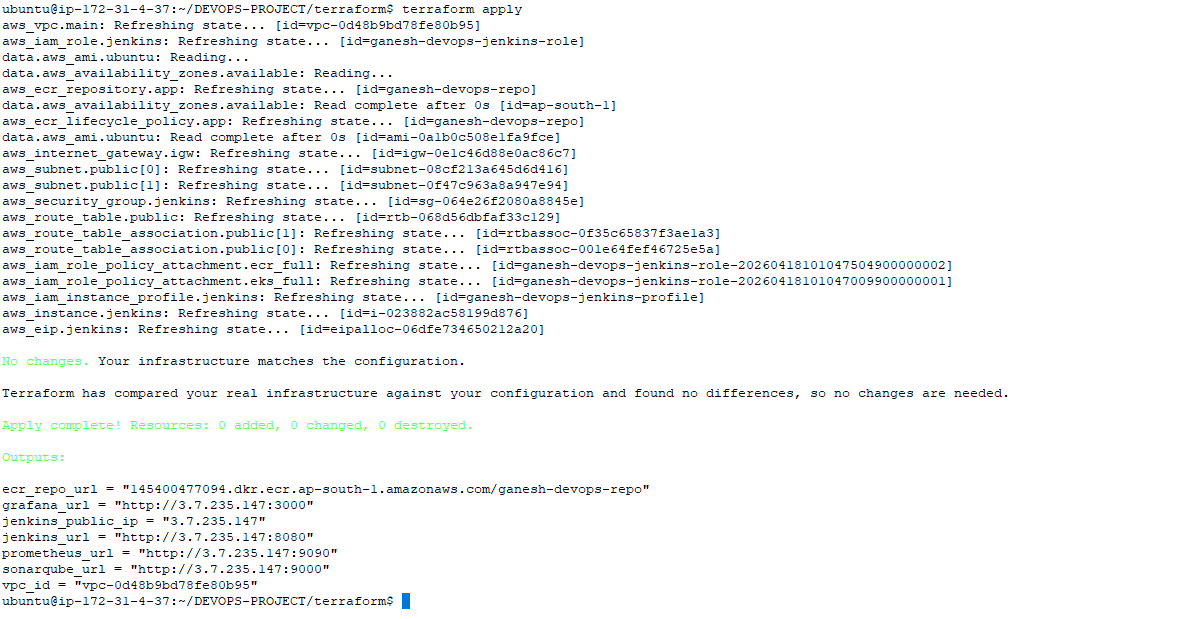 ubuntu@ip-172-31-4-37:~/DEVOPS-PROJECT/terraform$ terraform apply
aws_vpc.main: Refreshing state... [id=vpc-0d48b9bd78fe80b95]
aws_iam_role.jenkins: Refreshing state... [id=ganesh-devops-jenkins-role]
data.aws_ami.ubuntu: Reading...
data.aws_availability_zones.available: Reading...
aws_ecr_repository.app: Refreshing state... [id=ganesh-devops-repo]
data.aws_availability_zones.available: Read complete after 0s [id=ap-south-1]
aws_ecr_lifecycle_policy.app: Refreshing state... [id=ganesh-devops-repo]
data.aws_ami.ubuntu: Read complete after 0s [id=ami-0a1b0c508e1fa9fce]
aws_internet_gateway.igw: Refreshing state... [id=igw-0e1c46d88e0ac86c7]
aws_subnet.public[0]: Refreshing state... [id=subnet-08cf213a645d6d416]
aws_subnet.public[1]: Refreshing state... [id=subnet-0f47c963a8a947e94]
aws_security_group.jenkins: Refreshing state... [id=sg-064e26f2080a8845e]
aws_route_table.public: Refreshing state... [id=rtb-068d56dbfaf33c129]
aws_route_table_association.public[1]: Refreshing state... [id=rtbassoc-0f35c65837f3ae1a3]
aws_route_table_association.public[0]: Refreshing state... [id=rtbassoc-001e64fef46725e5a]
aws_iam_role_policy_attachment.ecr_full: Refreshing state... [id=ganesh-devops-jenkins-role-20260418101047504900000002]
aws_iam_role_policy_attachment.eks_full: Refreshing state... [id=ganesh-devops-jenkins-role-20260418101047009900000001]
aws_iam_instance_profile.jenkins: Refreshing state... [id=ganesh-devops-jenkins-profile]
aws_instance.jenkins: Refreshing state... [id=i-023882ac58199d876]
aws_eip.jenkins: Refreshing state... [id=eipalloc-06dfe734650212a20]
No changes. Your infrastructure matches the configuration.
Terraform has compared your real infrastructure against your configuration and found no differences, so no changes are needed.
Apply complete! Resources: 0 added, 0 changed, 0 destroyed.
Outputs:
ecr_repo_url = "145400477094.dkr.ecr.ap-south-1.amazonaws.com/ganesh-devops-repo"
grafana_url = "http://3.7.235.147:3000"
jenkins_public_ip = "3.7.235.147"
jenkins_url = "http://3.7.235.147:8080"
prometheus_url = "http://3.7.235.147:9090"
sonarqube_url = "http://3.7.235.147:9000"
vpc_id = "vpc-0d48b9bd78fe80b95"
ubuntu@ip-172-31-4-37:~/DEVOPS-PROJECT/terraform$